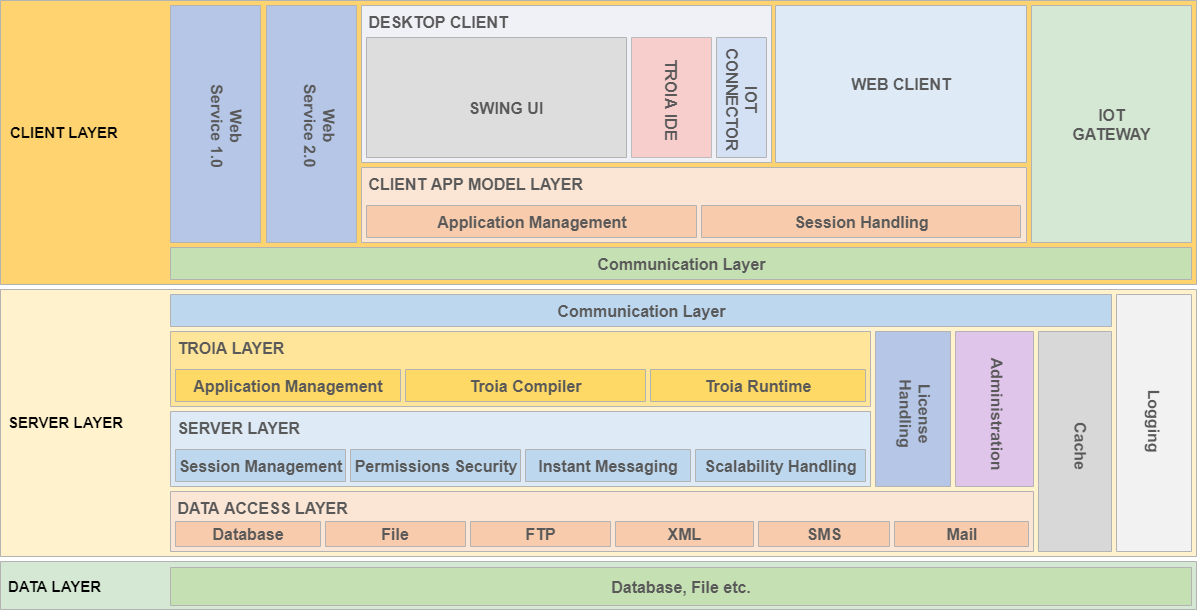 CLIENT LAYER
Web
Service 1.0
Web
Service 2.0
DESKTOP CLIENT
SWING UI
TROIA IDE
IOT
CONNECTOR
WEB CLIENT
IOT
GATEWAY
CLIENT APP MODEL LAYER
Application Management
Session Handling
Communication Layer
SERVER LAYER
Communication Layer
TROIA LAYER
Application Management
Troia Compiler
Troia Runtime
SERVER LAYER
Session Management
Permissions Security
Instant Messaging
Scalability Handling
DATA ACCESS LAYER
Database
File
FTP
XML
SMS
Mail
License
Handling
Administration
Cache
Logging
DATA LAYER
Database, File etc.